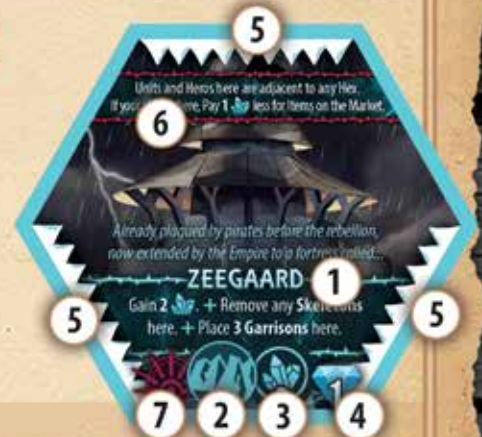 5
Units and Heros here are adjacent to any Hex.
If your here, Pay 1 less for Items on the Market.
6
Already plagued by pirates before the rebellion,
now extended by the Empire to a fortress called...
ZEEGAARD 1
Gain 2 . + Remove any Skeletons
here. + Place 3 Garrisons here.
5
5
1
7 2 3 4